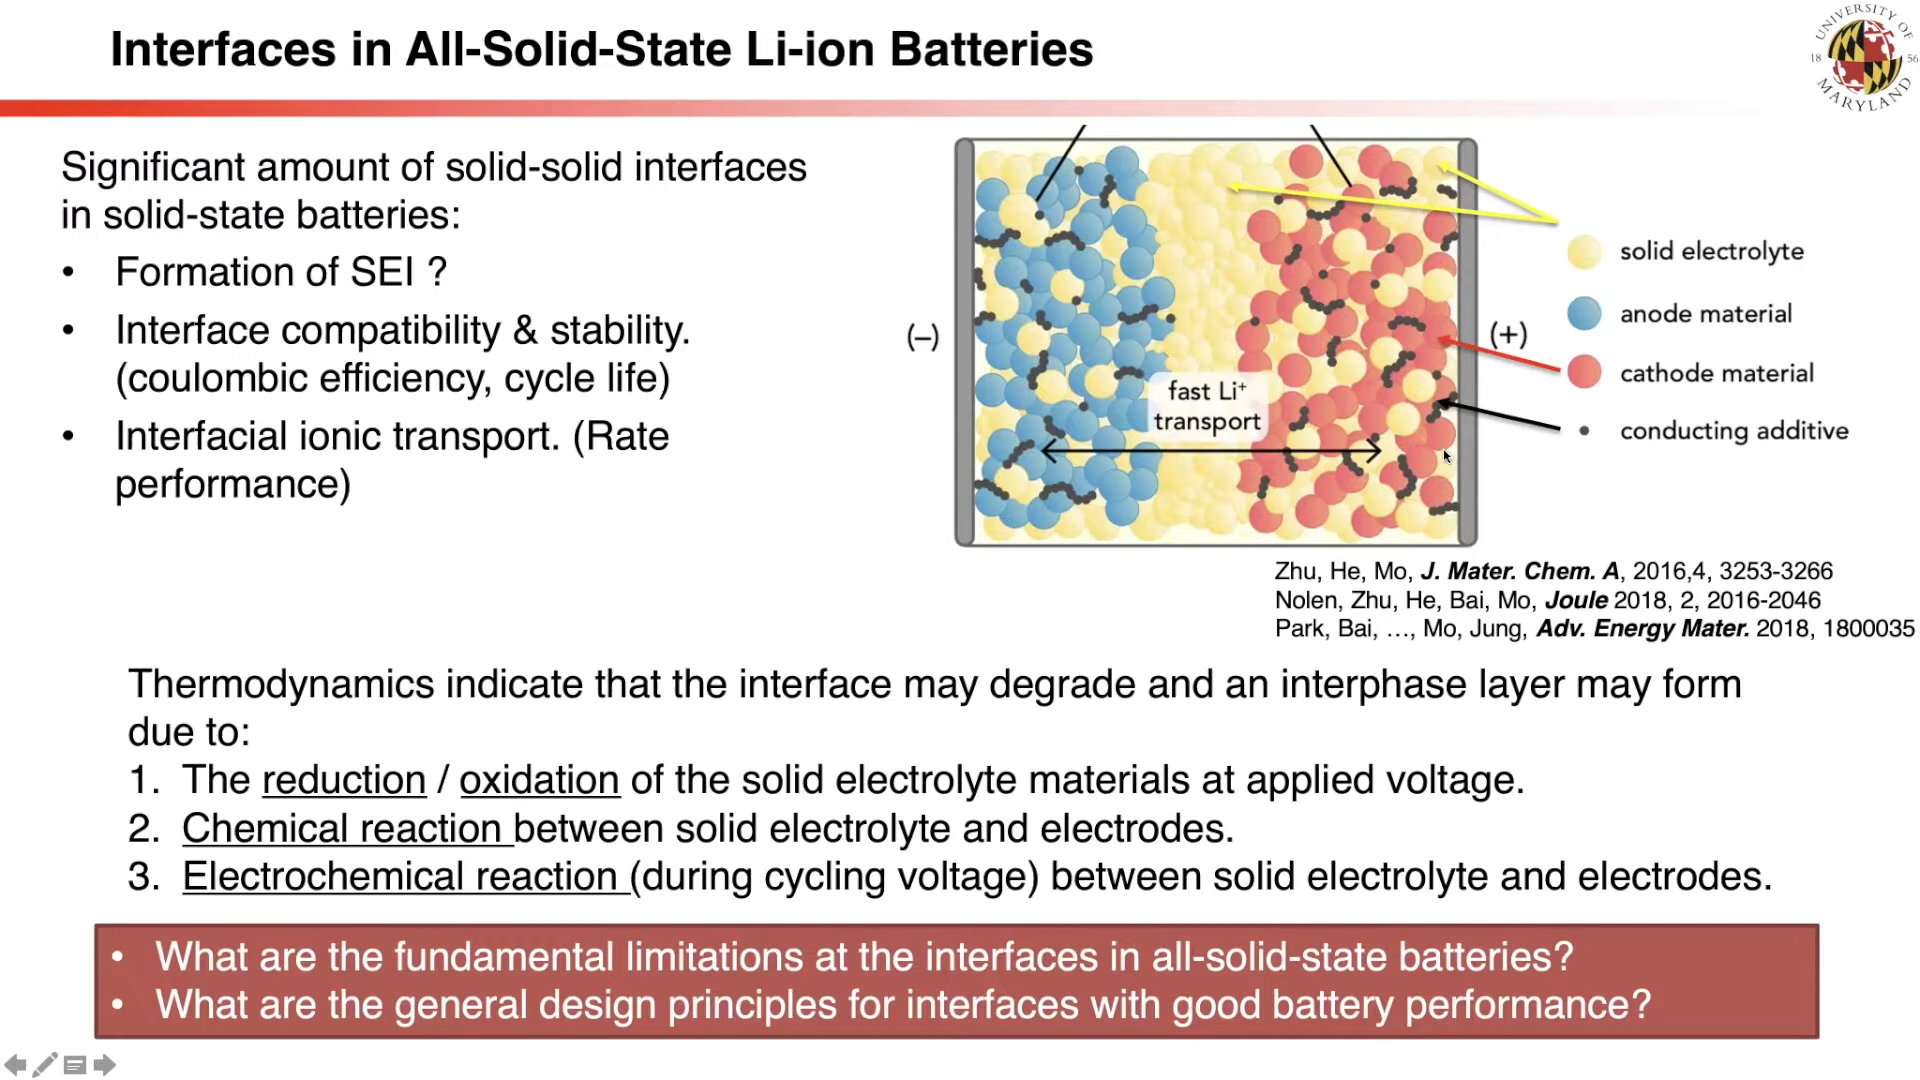 Interfaces in All-Solid-State Li-ion Batteries
UNIVERSITY OF
18 56
MARYLAND
Significant amount of solid-solid interfaces
in solid-state batteries:
• Formation of SEI ?
• Interface compatibility & stability.
(coulombic efficiency, cycle life)
• Interfacial ionic transport. (Rate
performance)
(–)
fast Li⁺
transport
(+)
solid electrolyte
anode material
cathode material
conducting additive
Zhu, He, Mo, J. Mater. Chem. A, 2016,4, 3253-3266
Nolen, Zhu, He, Bai, Mo, Joule 2018, 2, 2016-2046
Park, Bai, …, Mo, Jung, Adv. Energy Mater. 2018, 1800035
Thermodynamics indicate that the interface may degrade and an interphase layer may form
due to:
1. The reduction / oxidation of the solid electrolyte materials at applied voltage.
2. Chemical reaction between solid electrolyte and electrodes.
3. Electrochemical reaction (during cycling voltage) between solid electrolyte and electrodes.
• What are the fundamental limitations at the interfaces in all-solid-state batteries?
• What are the general design principles for interfaces with good battery performance?